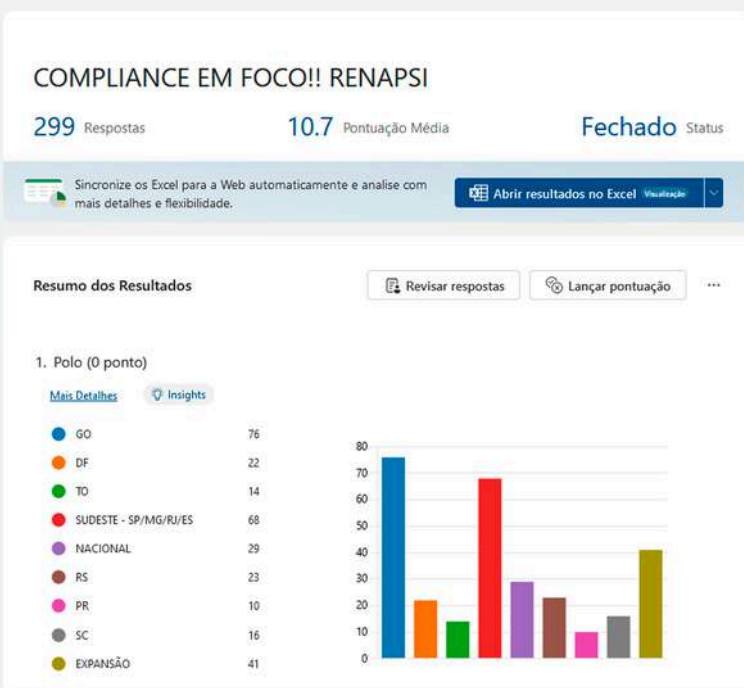 COMPLIANCE EM FOCO!! RENAPSI
299 Respostas
10.7 Pontuação Média
Fechado Status
Sincronize os Excel para a Web automaticamente e analise com
mais detalhes e flexibilidade.
Abrir resultados no Excel Visualização
Resumo dos Resultados
Revisar respostas
Lançar pontuação
...
1. Polo (0 ponto)
Mais Detalhes
Insights
GO 76
DF 22
TO 14
SUDESTE - SP/MG/RJ/ES 68
NACIONAL 29
RS 23
PR 10
SC 16
EXPANSÃO 41
80
70
60
50
40
30
20
10
0